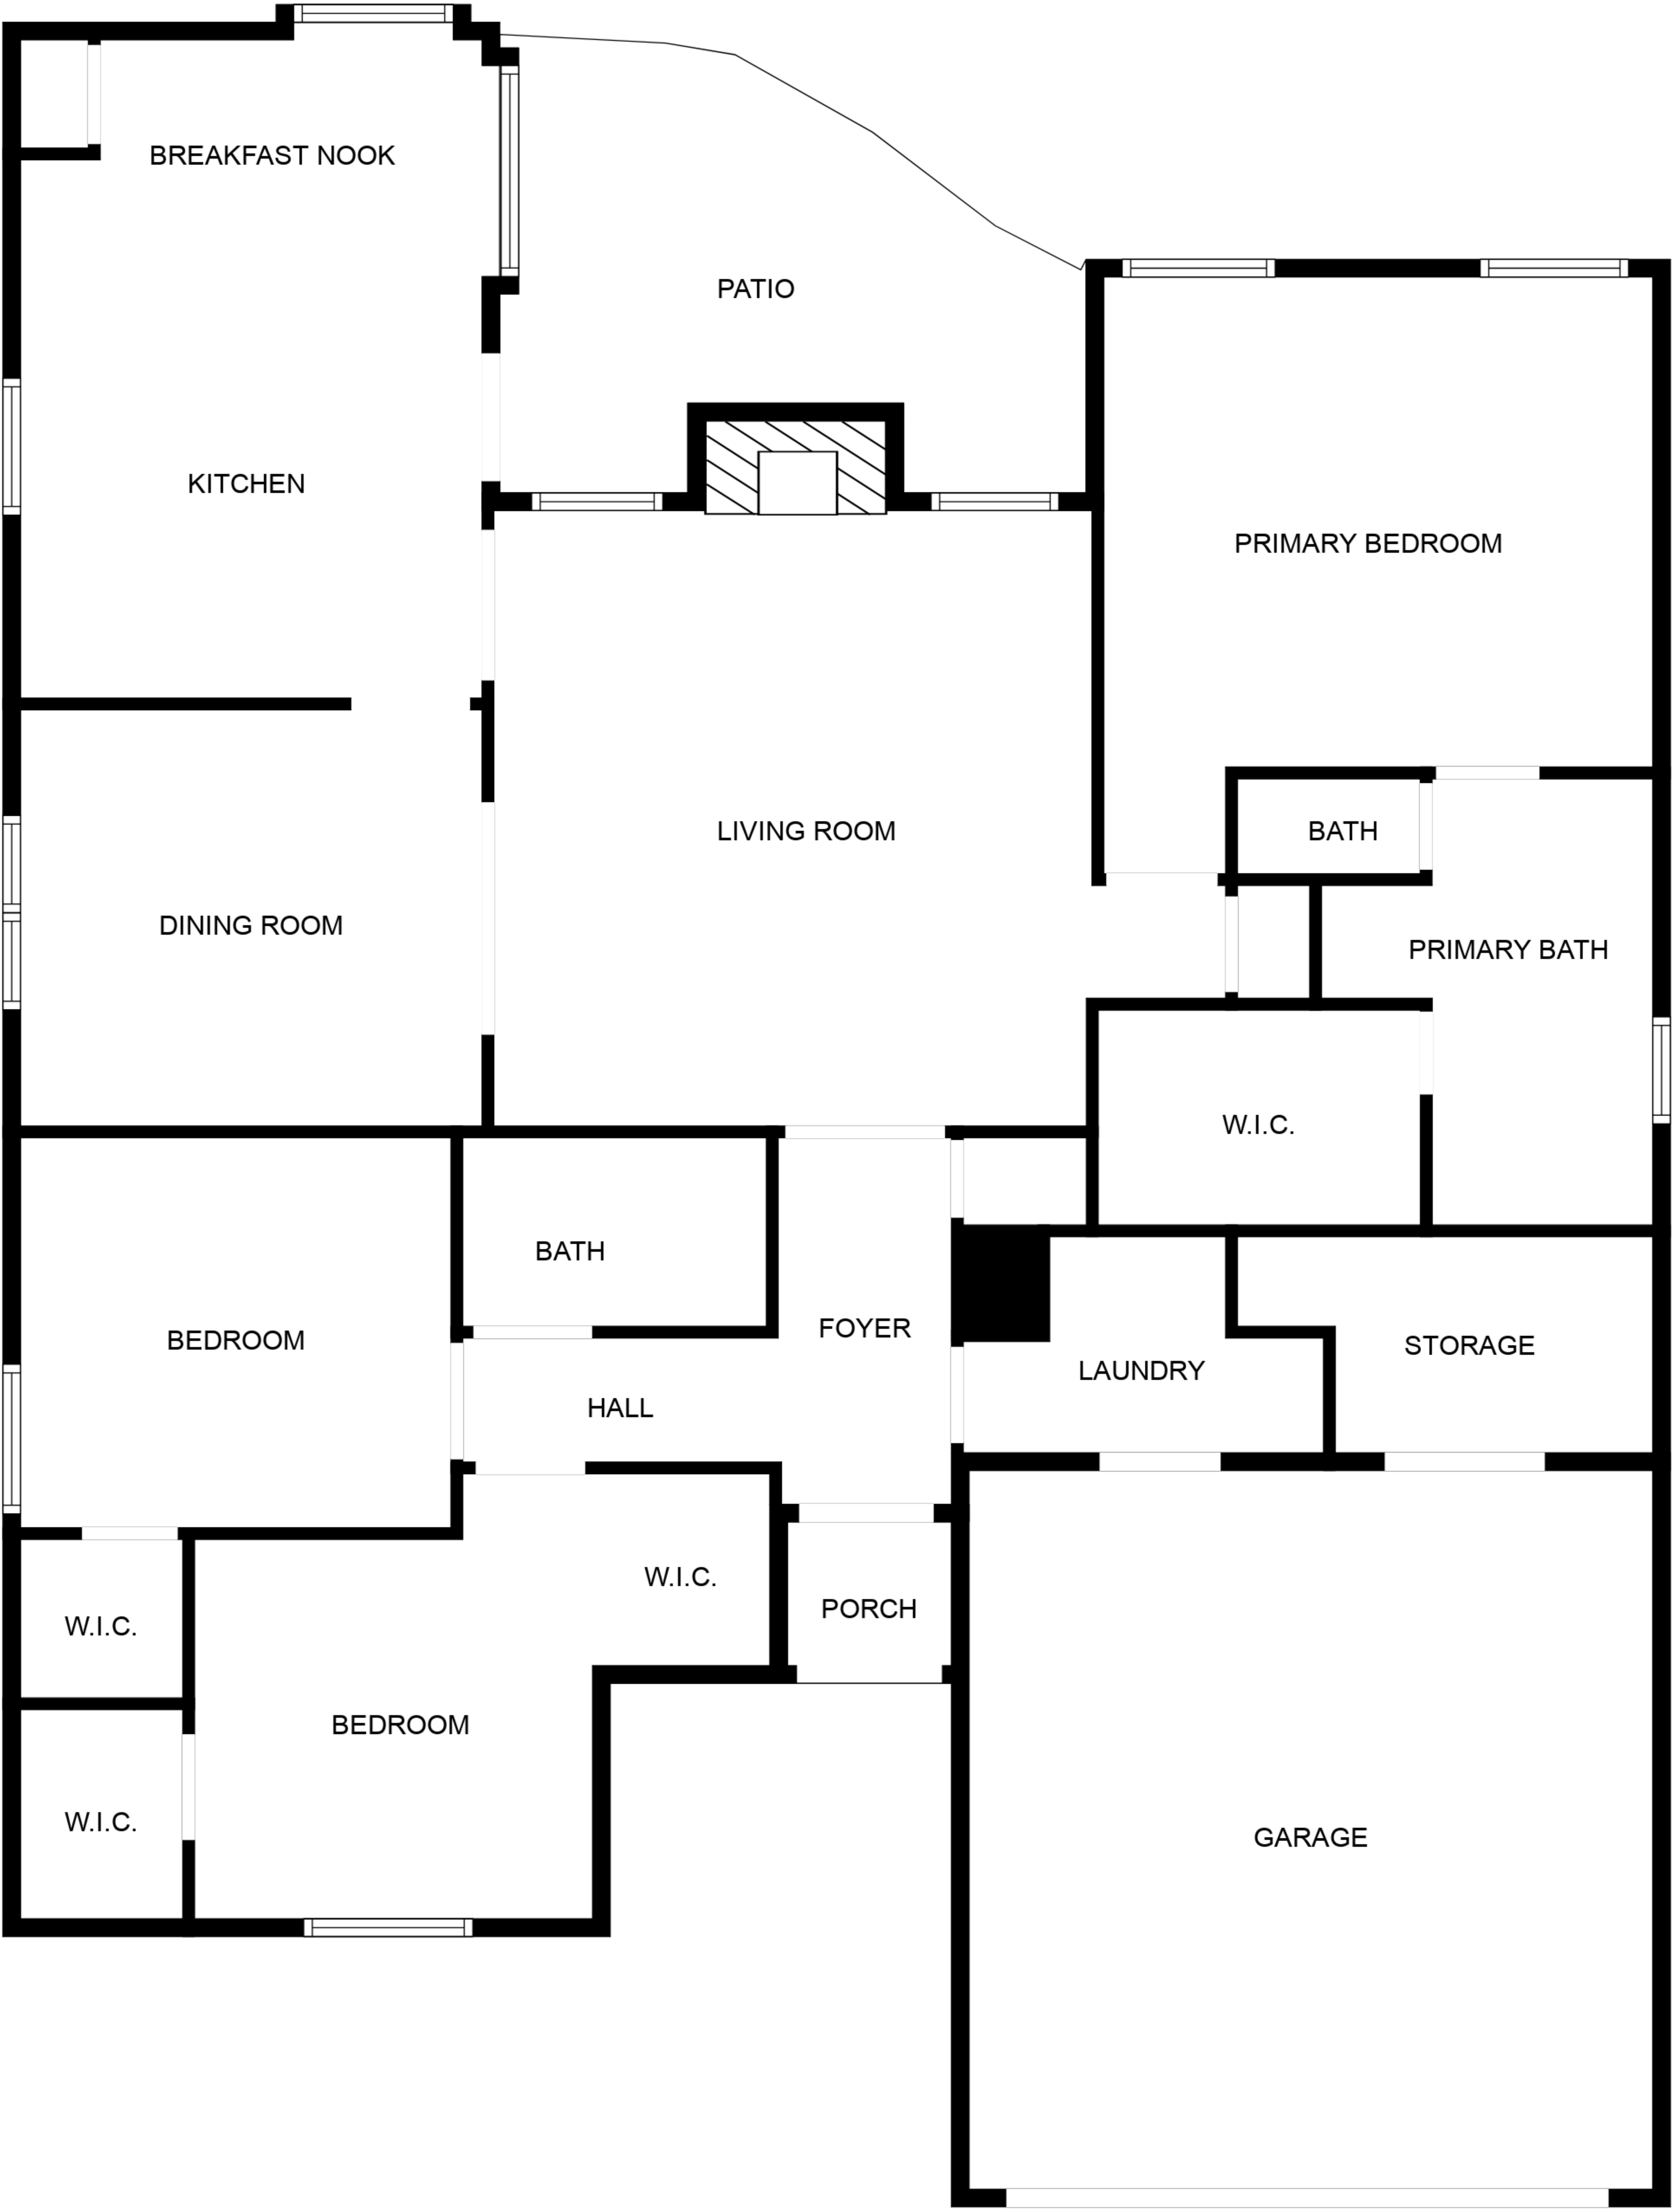 BREAKFAST NOOK
PATIO
KITCHEN
PRIMARY BEDROOM
LIVING ROOM
BATH
DINING ROOM
PRIMARY BATH
W.I.C.
BATH
FOYER
BEDROOM
STORAGE
LAUNDRY
HALL
W.I.C.
PORCH
W.I.C.
BEDROOM
W.I.C.
GARAGE